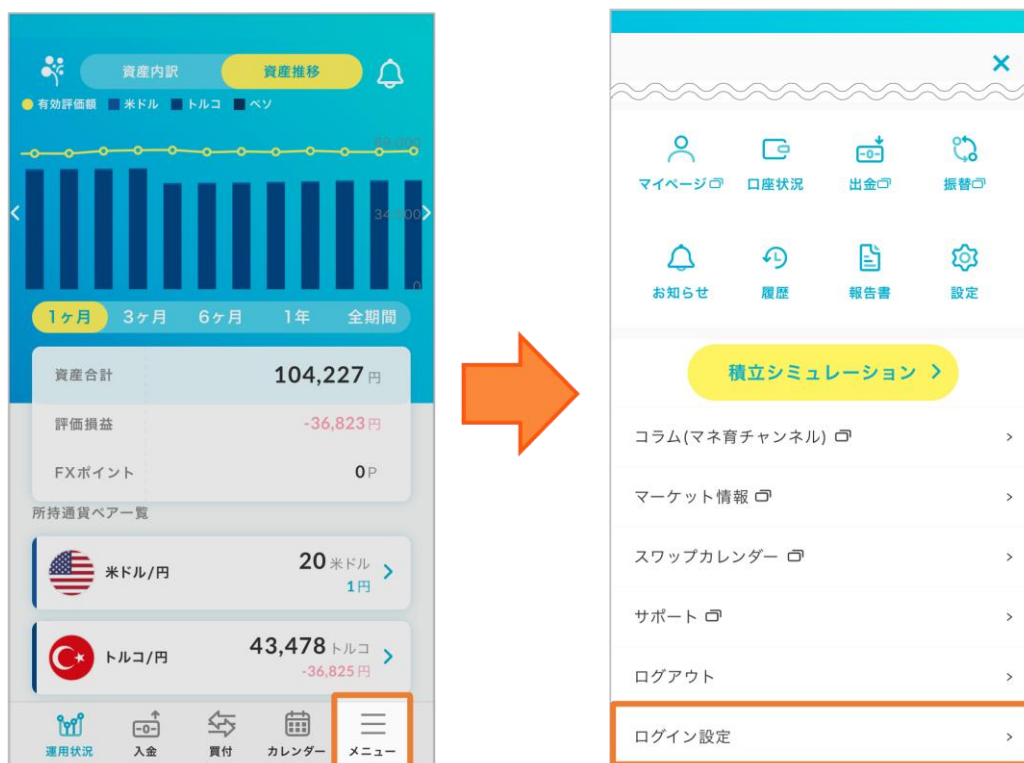 資産内訳
資産推移
有効評価額 米ドル トルコ ペソ
34,000
0
1ヶ月 3ヶ月 6ヶ月 1年 全期間
資産合計 104,227円
評価損益 -36,823円
FXポイント 0P
所持通貨ペア一覧
米ドル/円 20米ドル
1円
トルコ/円 43,478トルコ
-36,825円
運用状況 入金 買付 カレンダー メニュー
マイページ 口座状況 出金 振替
お知らせ 履歴 報告書 設定
積立シミュレーション
コラム(マネ育チャンネル)
マーケット情報
スワップカレンダー
サポート
ログアウト
ログイン設定